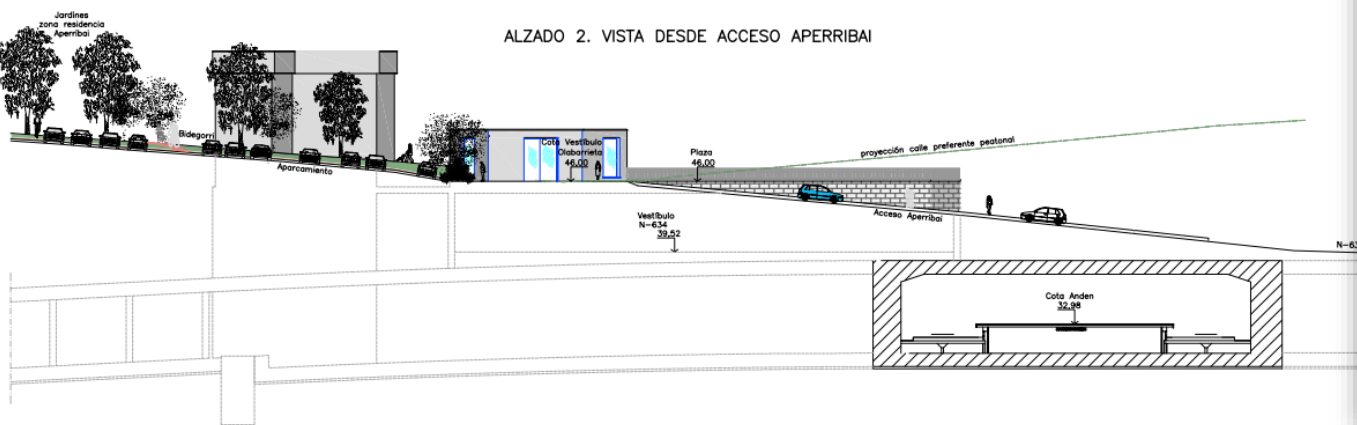 ALZADO 2. VISTA DESDE ACCESO APERRIBAI
Jardines
zona residencia
Aperribai
Bidegorri
Aparcamiento
Cota Vestíbulo
Olabarrieta
46,00
Plaza
46,00
proyección calle preferente peatonal
Acceso Aperribai
Vestíbulo
N-634
39,52
N-63
Cota Anden
32,98